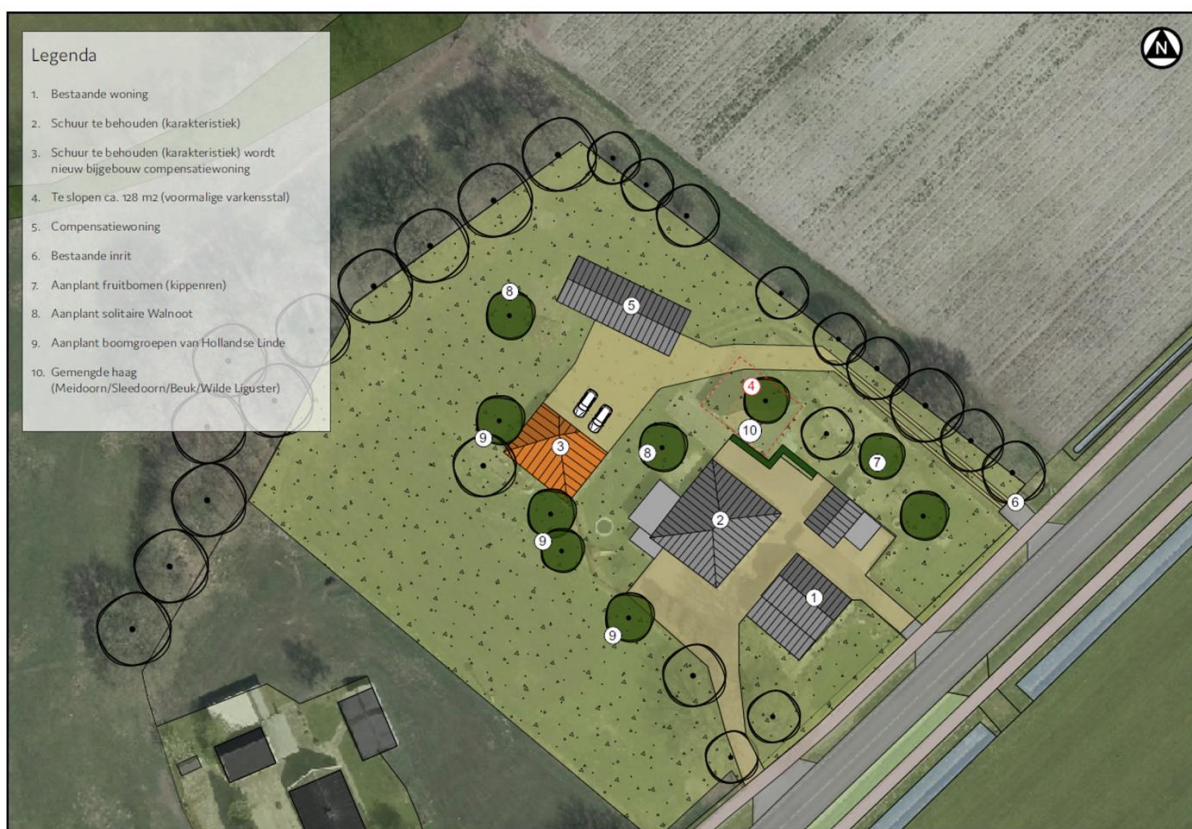 Legenda
1. Bestaande woning
2. Schuur te behouden (karakteristiek)
3. Schuur te behouden (karakteristiek) wordt
nieuw bijgebouw compensatiewoning
4. Te slopen ca. 128 m2 (voormalige varkensstal)
5. Compensatiewoning
6. Bestaande inrit
7. Aanplant fruitbomen (kippenren)
8. Aanplant solitaire Walnoot
9. Aanplant boomgroepen van Hollandse Linde
10. Gemengde haag
(Meidoorn/Sleedoorn/Beuk/Wilde Liguster)
N
8
5
4
10
9
3
8
7
6
2
9
1
9